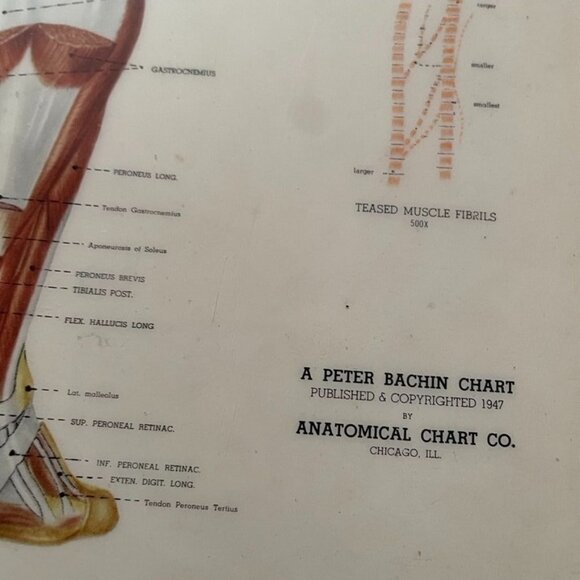 larger
GASTROCNEMIUS
smaller
smallest
PERONEUS LONG.
larger
Tendon Gastrocnemius
TEASED MUSCLE FIBRILS
500X
Aponeurosis of Soleus
PERONEUS BREVIS
TIBIALIS POST.
FLEX. HALLUCIS LONG
A PETER BACHIN CHART
PUBLISHED & COPYRIGHTED 1947
BY
ANATOMICAL CHART CO.
CHICAGO, ILL.
Lat. malleolus
SUP. PERONEAL RETINAC.
INF. PERONEAL RETINAC.
EXTEN. DIGIT. LONG.
Tendon Peroneus Tertius